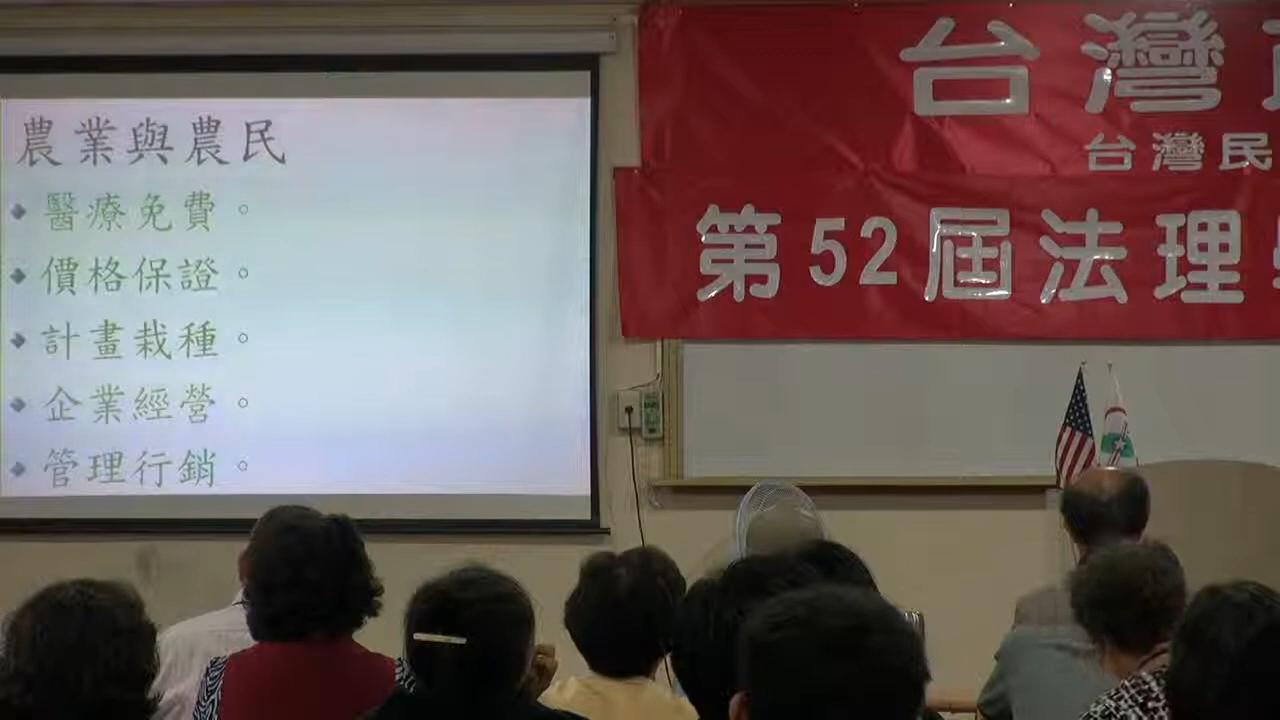 農業與農民
醫療免費。
價格保證。
計畫栽種。
企業經營。
管理行銷。
台灣
台灣民
第52屆法理